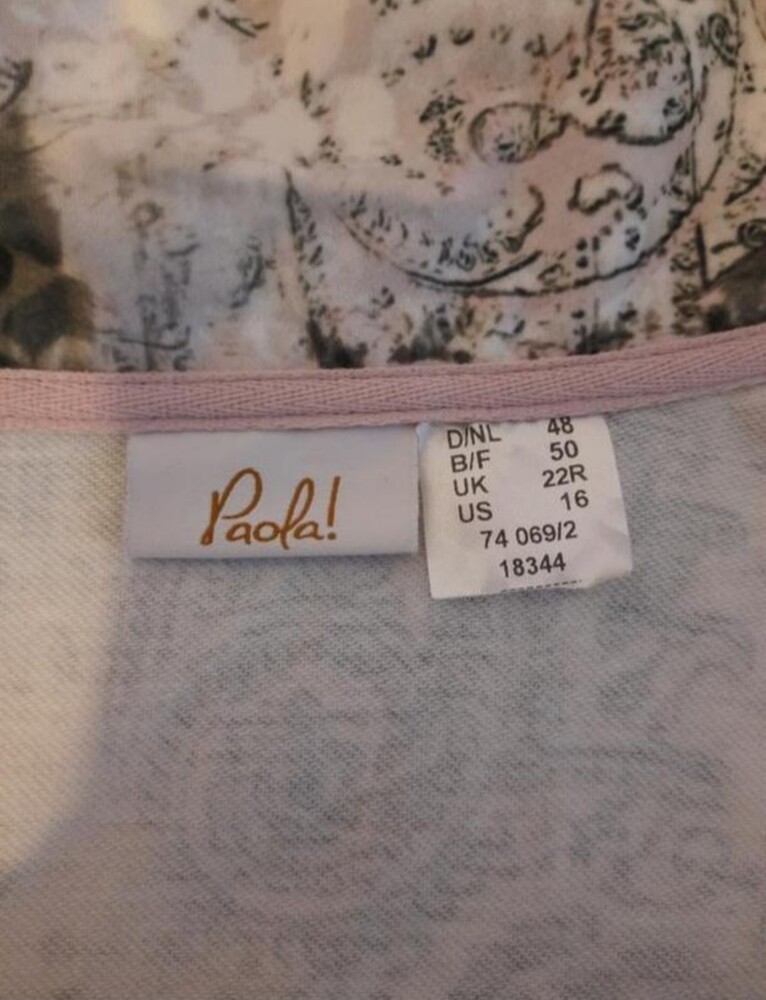 Paola!
D/NL 48
B/F 50
UK 22R
US 16
74 069/2
18344